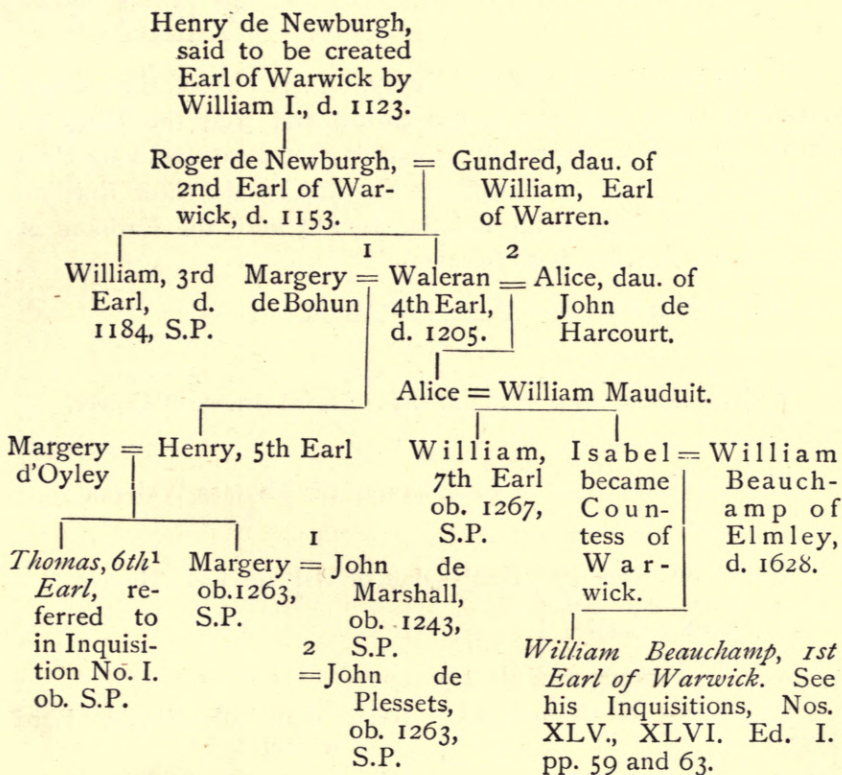 Henry de Newburgh,
said to be created
Earl of Warwick by
William I., d. 1123.
Roger de Newburgh, = Gundred, dau. of
2nd Earl of War- William, Earl
wick, d. 1153. of Warren.
1 2
William, 3rd Margery = Waleran = Alice, dau. of
Earl, d. de Bohun 4th Earl, John de
1184, S.P. d. 1205. Harcourt.
Alice = William Mauduit.
Margery = Henry, 5th Earl William, Isabel = William
d'Oyley 7th Earl became Beauch-
ob. 1267, Coun- amp of
S.P. tess of Elmley,
1 War- d. 1628.
Thomas, 6th¹ Margery = John de wick.
Earl, re- ob. 1263, Marshall,
ferred to S.P. ob. 1243,
in Inquisi- 2 S.P. William Beauchamp, 1st
tion No. I. = John de Earl of Warwick. See
ob. S.P. Plessets, his Inquisitions, Nos.
ob. 1263, XLV., XLVI. Ed. I.
S.P. pp. 59 and 63.